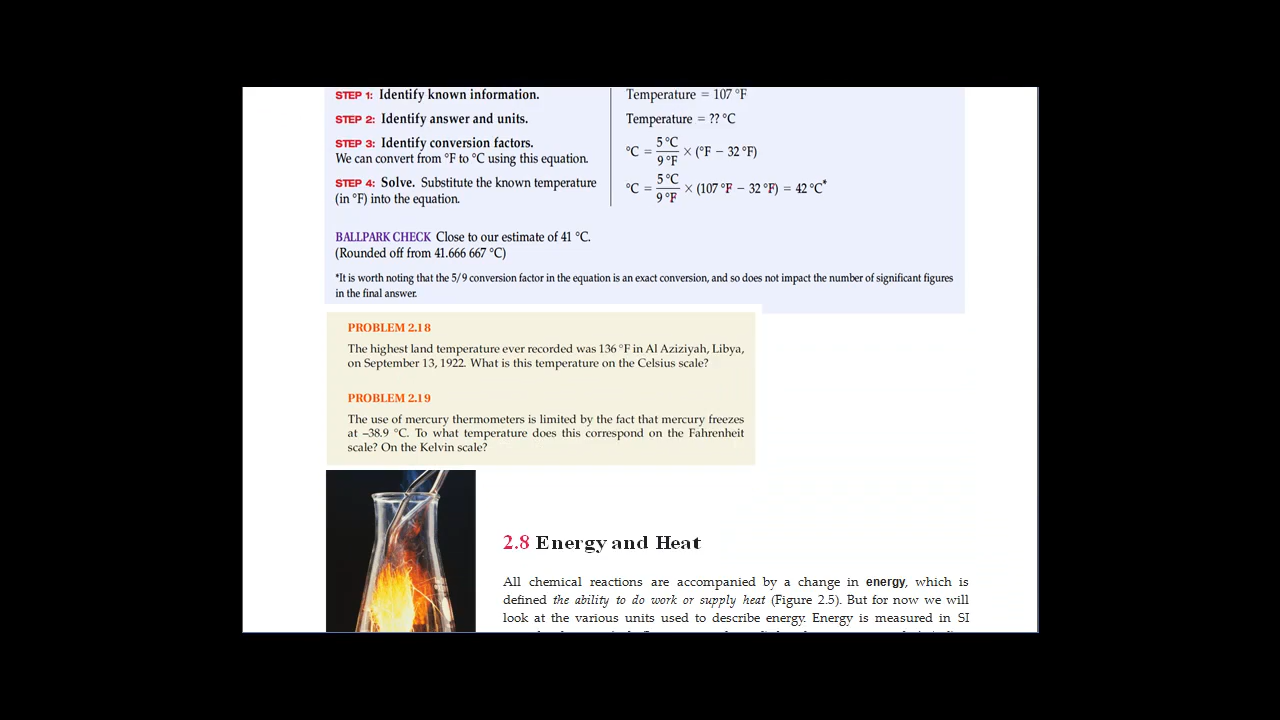 STEP 1: Identify known information.
Temperature = 107 °F
STEP 2: Identify answer and units.
Temperature = ?? °C
STEP 3: Identify conversion factors.
We can convert from °F to °C using this equation.
°C = 5 °C / 9 °F × (°F − 32 °F)
STEP 4: Solve. Substitute the known temperature
(in °F) into the equation.
°C = 5 °C / 9 °F × (107 °F − 32 °F) = 42 °C*
BALLPARK CHECK Close to our estimate of 41 °C.
(Rounded off from 41.666 667 °C)
*It is worth noting that the 5/9 conversion factor in the equation is an exact conversion, and so does not impact the number of significant figures
in the final answer.
PROBLEM 2.18
The highest land temperature ever recorded was 136 °F in Al Aziziyah, Libya,
on September 13, 1922. What is this temperature on the Celsius scale?
PROBLEM 2.19
The use of mercury thermometers is limited by the fact that mercury freezes
at –38.9 °C. To what temperature does this correspond on the Fahrenheit
scale? On the Kelvin scale?
2.8 Energy and Heat
All chemical reactions are accompanied by a change in energy, which is
defined the ability to do work or supply heat (Figure 2.5). But for now we will
look at the various units used to describe energy. Energy is measured in SI